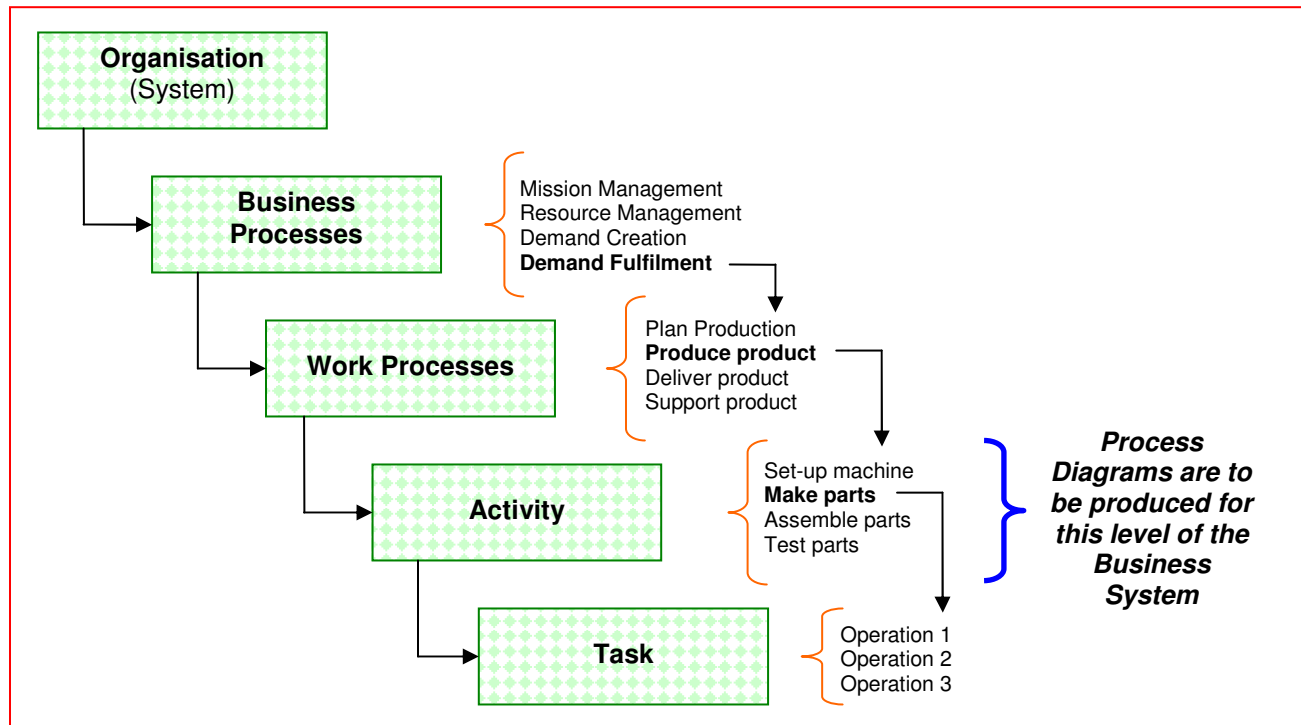 Organisation
(System)
Business
Processes
Mission Management
Resource Management
Demand Creation
Demand Fulfilment
Work Processes
Plan Production
Produce product
Deliver product
Support product
Activity
Set-up machine
Make parts
Assemble parts
Test parts
Process
Diagrams are to
be produced for
this level of the
Business
System
Task
Operation 1
Operation 2
Operation 3